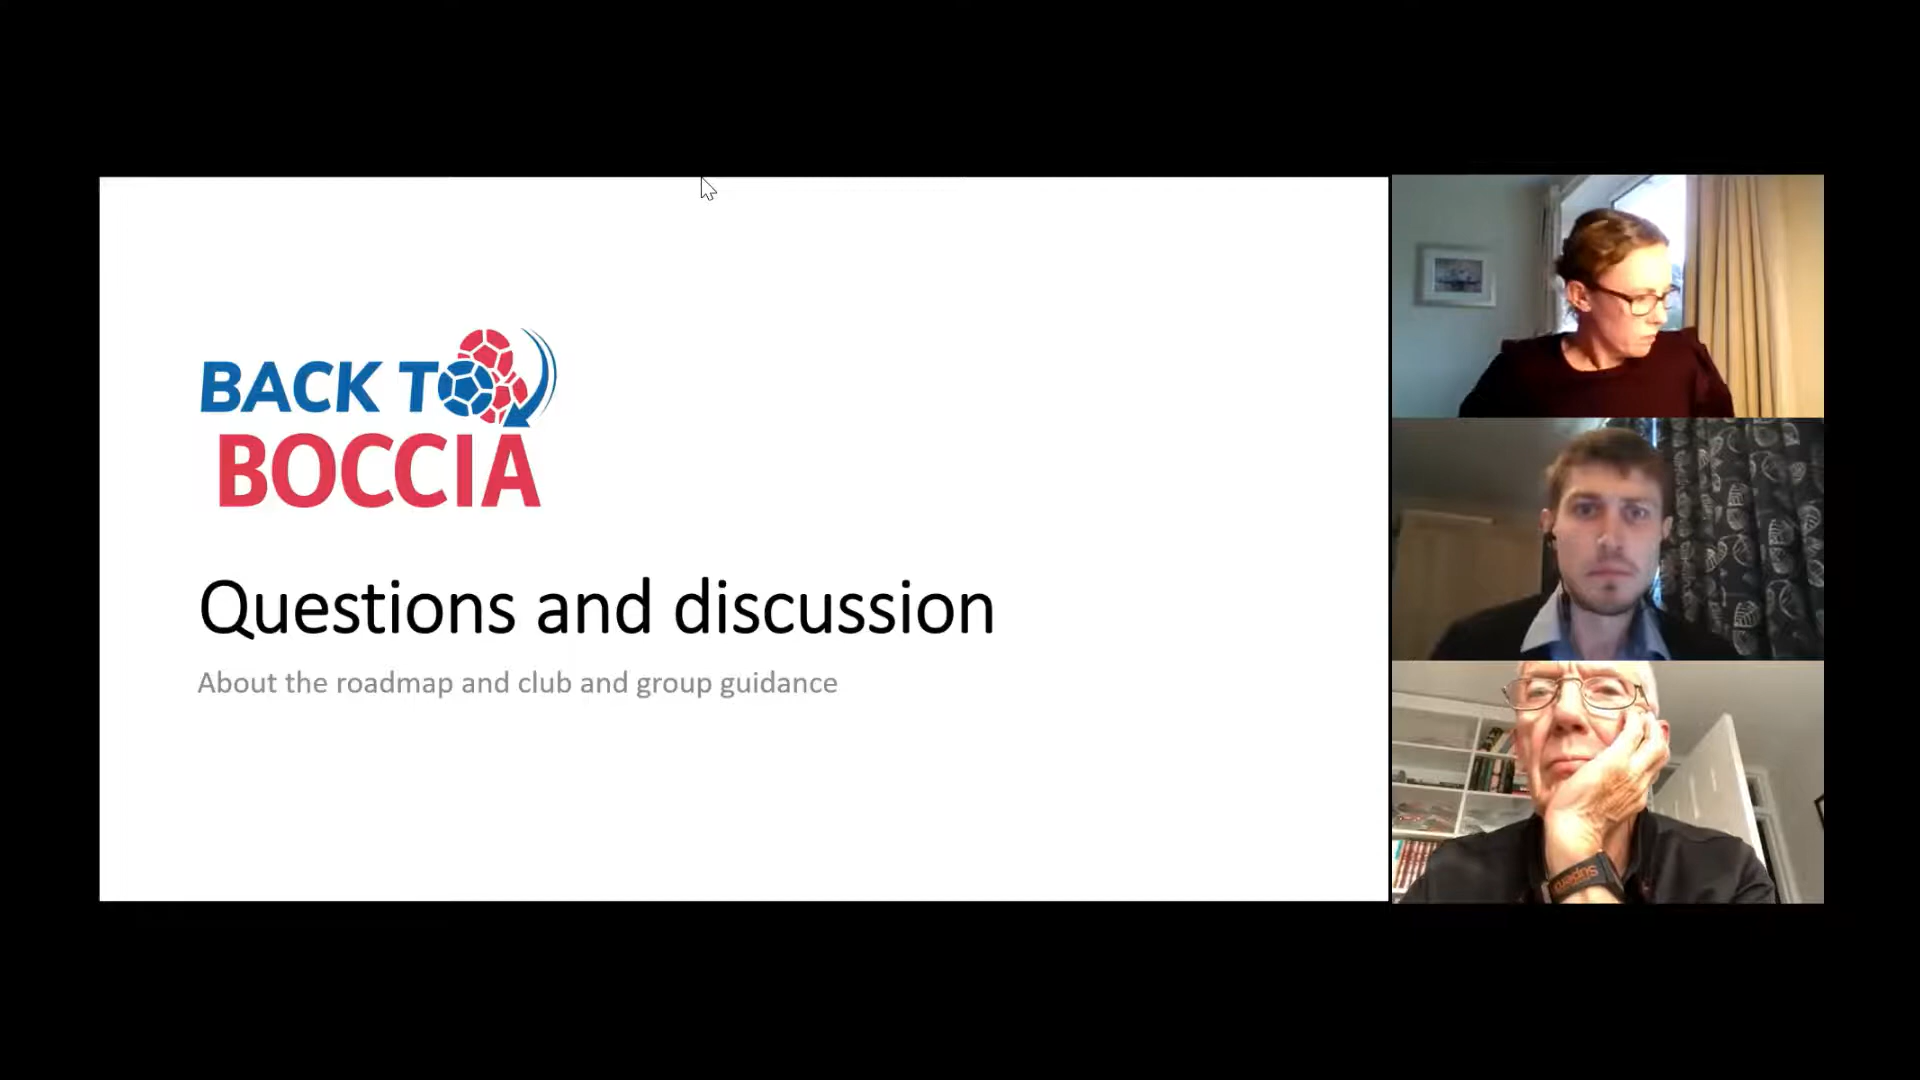 BACK TO
BOCCIA
Questions and discussion
About the roadmap and club and group guidance